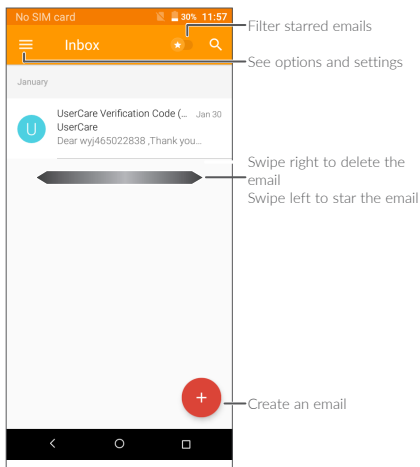 No SIM card 30% 11:57
Inbox
January
U
UserCare Verification Code (... Jan 30
UserCare
Dear wyj465022838 ,Thank you...
Filter starred emails
See options and settings
Swipe right to delete the
email
Swipe left to star the email
Create an email